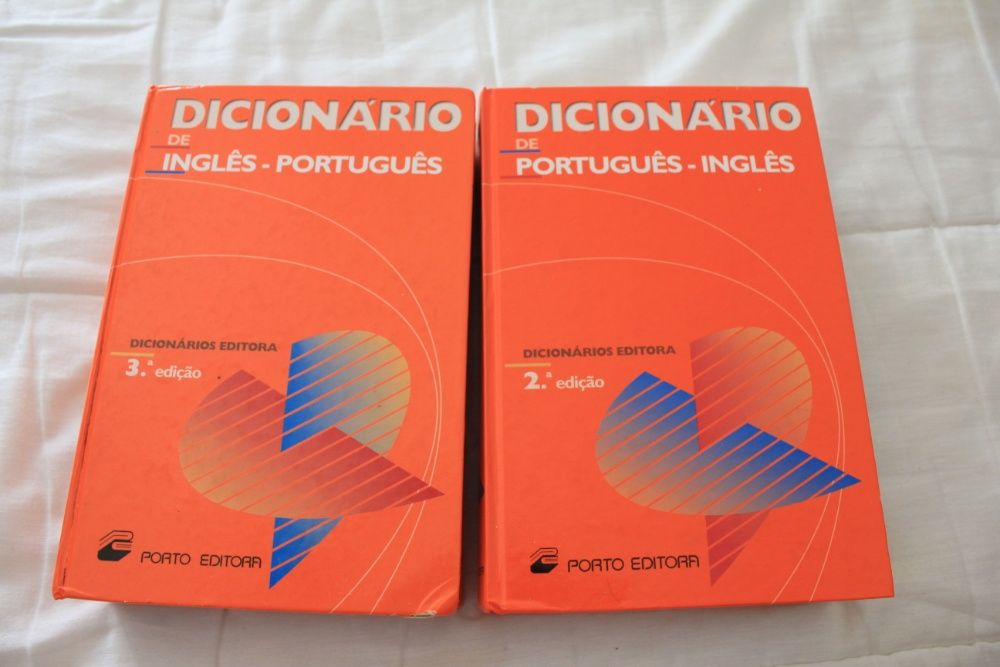 DICIONÁRIO
DE
INGLÊS - PORTUGUÊS
DICIONÁRIOS EDITORA
3.ª edição
PORTO EDITORA
DICIONÁRIO
DE
PORTUGUÊS - INGLÊS
DICIONÁRIOS EDITORA
2.ª edição
PORTO EDITORA